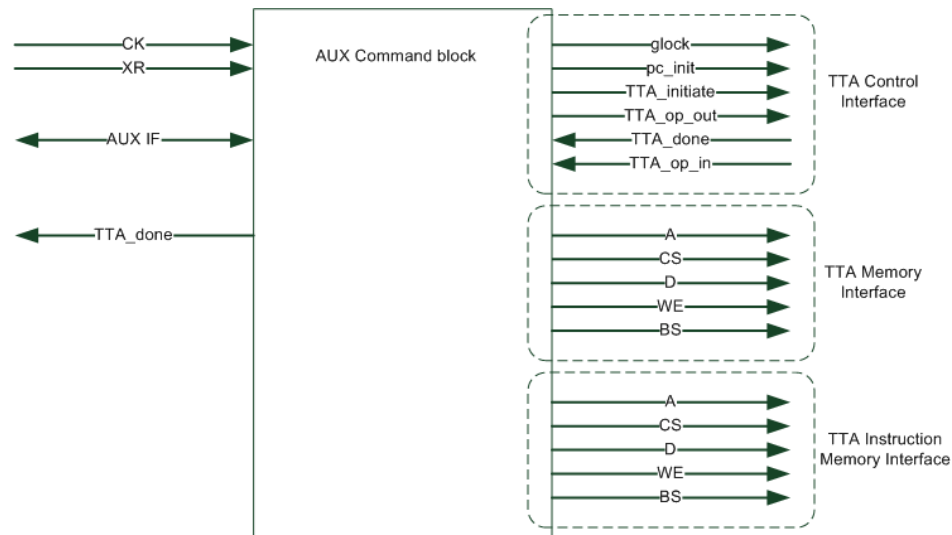 CK
XR
AUX IF
TTA_done
AUX Command block
glock
pc_init
TTA_initiate
TTA_op_out
TTA_done
TTA_op_in
TTA Control
Interface
A
CS
D
WE
BS
TTA Memory
Interface
A
CS
D
WE
BS
TTA Instruction
Memory Interface